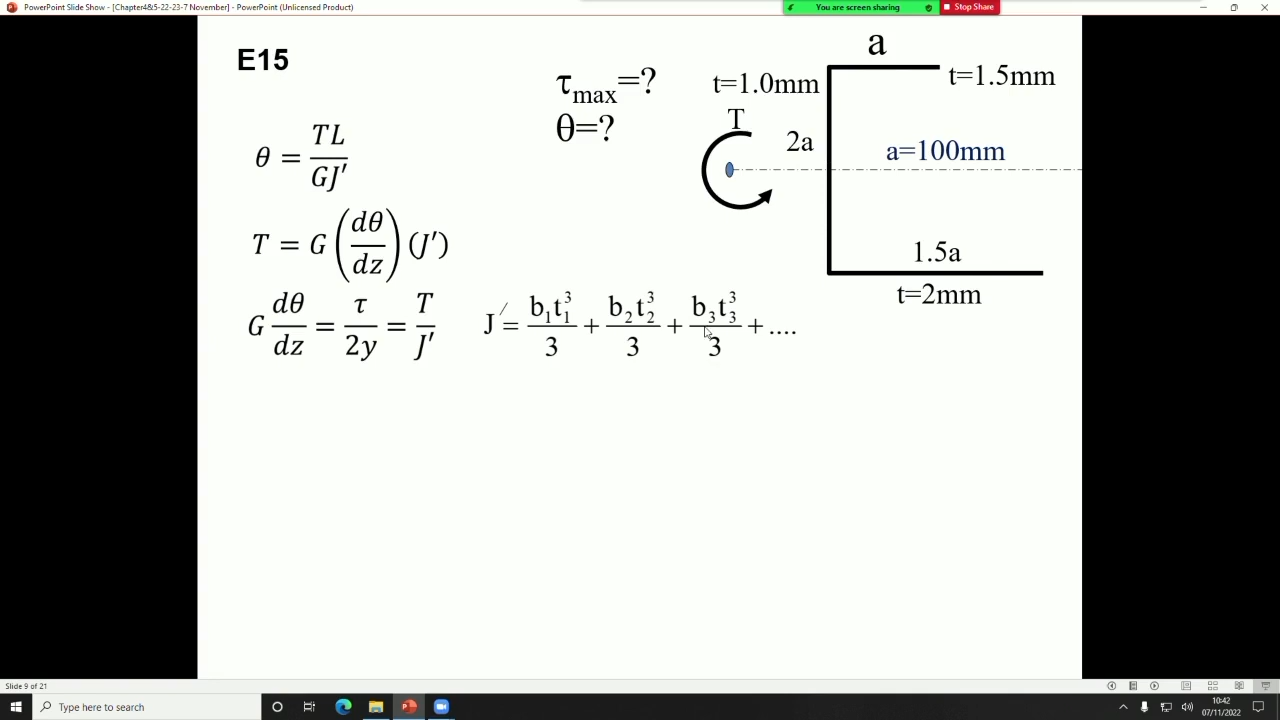 PowerPoint Slide Show - [Chapter4&5-22-23-7 November] - PowerPoint (Unlicensed Product)
You are screen sharing
Stop Share
E15
τmax=?
θ=?
a
t=1.0mm
t=1.5mm
T
2a
a=100mm
1.5a
t=2mm
θ = TL/GJ′
T = G (dθ/dz) (J′)
G dθ/dz = τ/2y = T/J′
J′ = b₁t₁³/3 + b₂t₂³/3 + b₃t₃³/3 + ....
Slide 9 of 21
Type here to search
10:42
07/11/2022